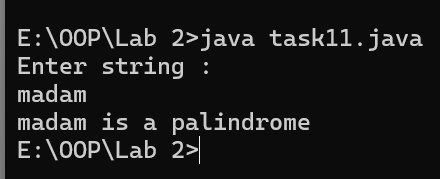 E:\OOP\Lab 2>java task11.java
Enter string :
madam
madam is a palindrome
E:\OOP\Lab 2>